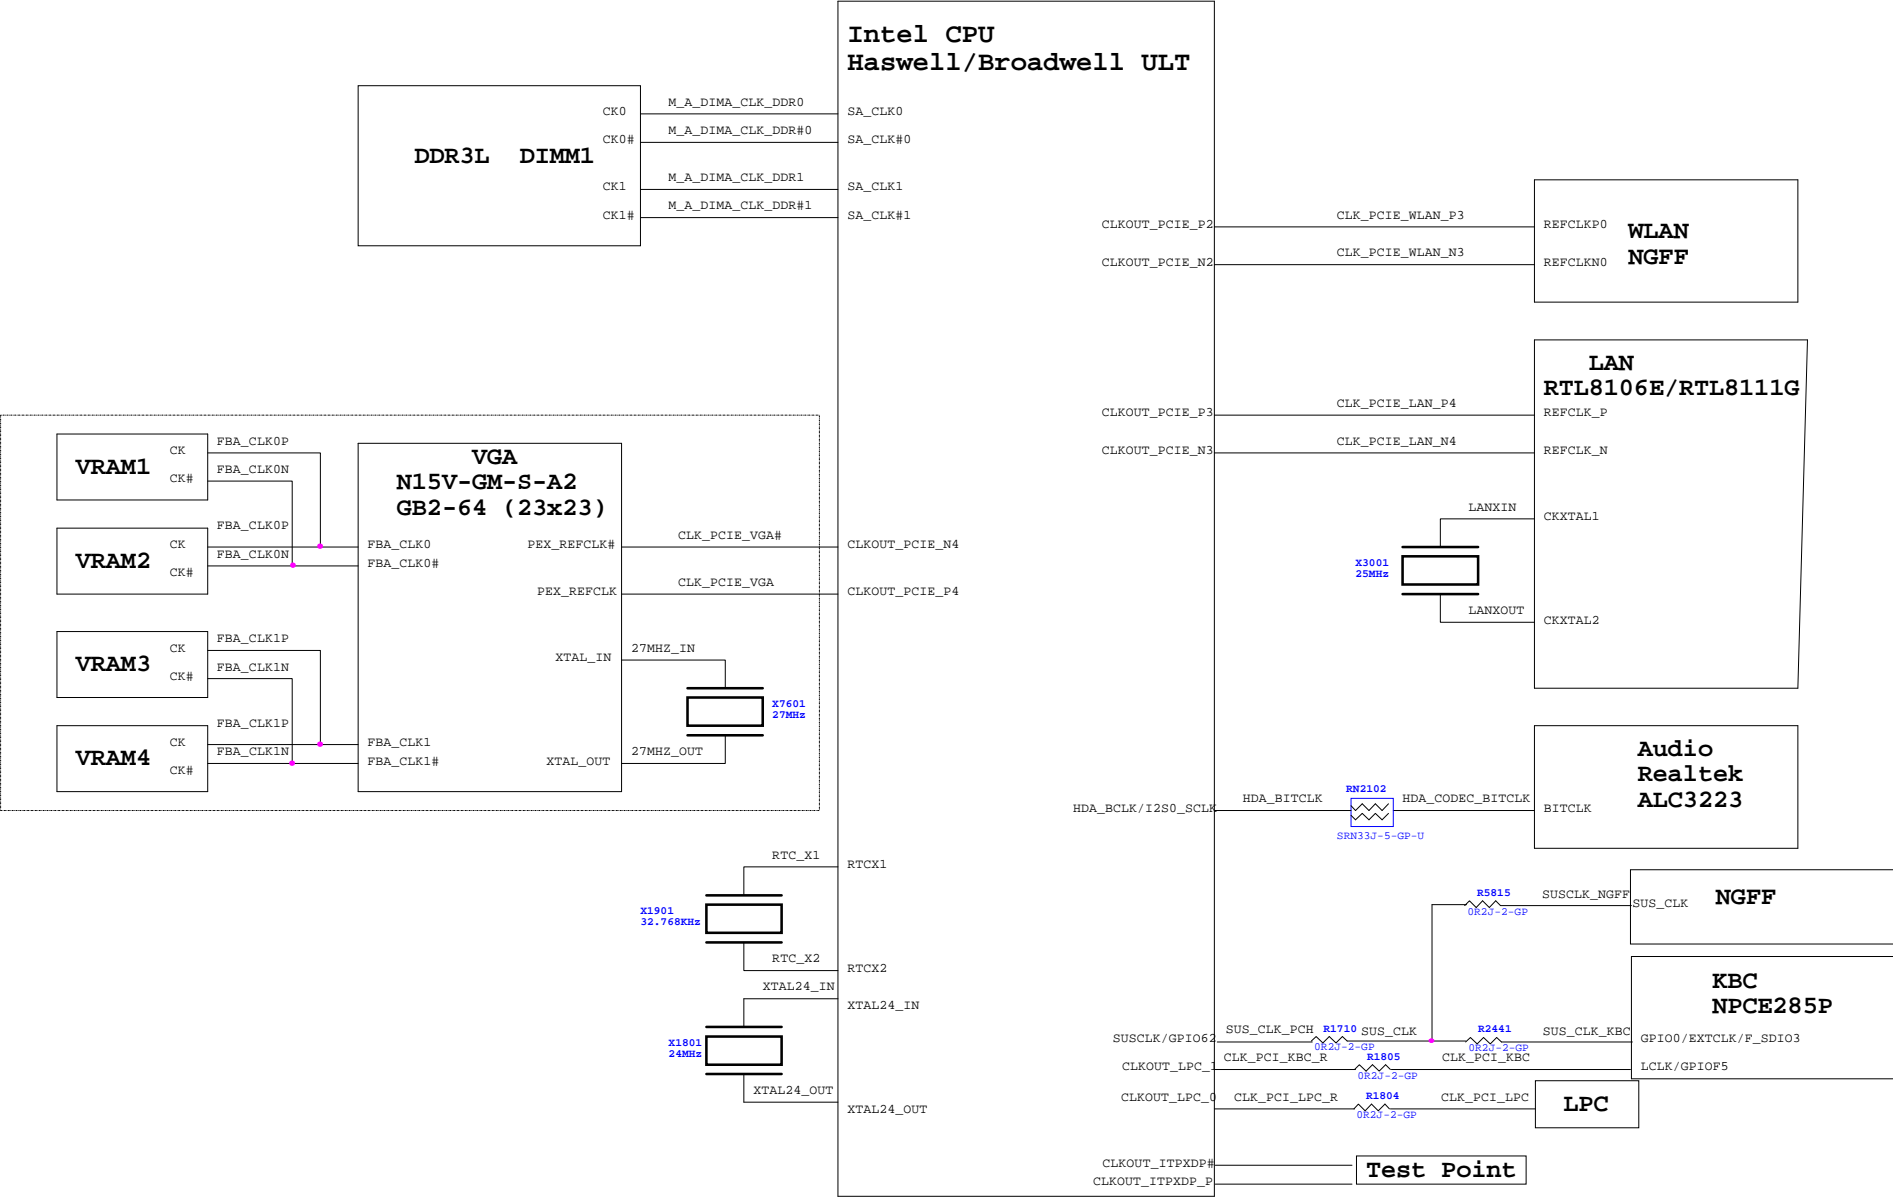 Intel CPU
Haswell/Broadwell ULT
DDR3L DIMM1
CK0
M_A_DIMA_CLK_DDR0
SA_CLK0
CK0#
M_A_DIMA_CLK_DDR#0
SA_CLK#0
CK1
M_A_DIMA_CLK_DDR1
SA_CLK1
CK1#
M_A_DIMA_CLK_DDR#1
SA_CLK#1
CLKOUT_PCIE_P2
CLK_PCIE_WLAN_P3
REFCLKP0
CLKOUT_PCIE_N2
CLK_PCIE_WLAN_N3
REFCLKN0
WLAN
NGFF
LAN
RTL8106E/RTL8111G
CLKOUT_PCIE_P3
CLK_PCIE_LAN_P4
REFCLK_P
CLKOUT_PCIE_N3
CLK_PCIE_LAN_N4
REFCLK_N
LANXIN
CKXTAL1
X3001
25MHz
LANXOUT
CKXTAL2
VRAM1
CK
FBA_CLK0P
CK#
FBA_CLK0N
VRAM2
CK
FBA_CLK0P
CK#
FBA_CLK0N
VRAM3
CK
FBA_CLK1P
CK#
FBA_CLK1N
VRAM4
CK
FBA_CLK1P
CK#
FBA_CLK1N
VGA
N15V-GM-S-A2
GB2-64 (23x23)
FBA_CLK0
FBA_CLK0#
FBA_CLK1
FBA_CLK1#
PEX_REFCLK#
CLK_PCIE_VGA#
CLKOUT_PCIE_N4
PEX_REFCLK
CLK_PCIE_VGA
CLKOUT_PCIE_P4
XTAL_IN
27MHZ_IN
X7601
27MHz
XTAL_OUT
27MHZ_OUT
HDA_BCLK/I2S0_SCLK
HDA_BITCLK
RN2102
SRN33J-5-GP-U
HDA_CODEC_BITCLK
BITCLK
Audio
Realtek
ALC3223
RTC_X1
RTCX1
X1901
32.768KHz
RTC_X2
RTCX2
XTAL24_IN
XTAL24_IN
X1801
24MHz
XTAL24_OUT
XTAL24_OUT
R5815
0R2J-2-GP
SUSCLK_NGFF
SUS_CLK
NGFF
KBC
NPCE285P
SUSCLK/GPIO62
SUS_CLK_PCH
R1710
0R2J-2-GP
SUS_CLK
R2441
0R2J-2-GP
SUS_CLK_KBC
GPIO0/EXTCLK/F_SDIO3
CLKOUT_LPC_1
CLK_PCI_KBC_R
R1805
0R2J-2-GP
CLK_PCI_KBC
LCLK/GPIOF5
CLKOUT_LPC_0
CLK_PCI_LPC_R
R1804
0R2J-2-GP
CLK_PCI_LPC
LPC
CLKOUT_ITPXDP#
CLKOUT_ITPXDP_P
Test Point